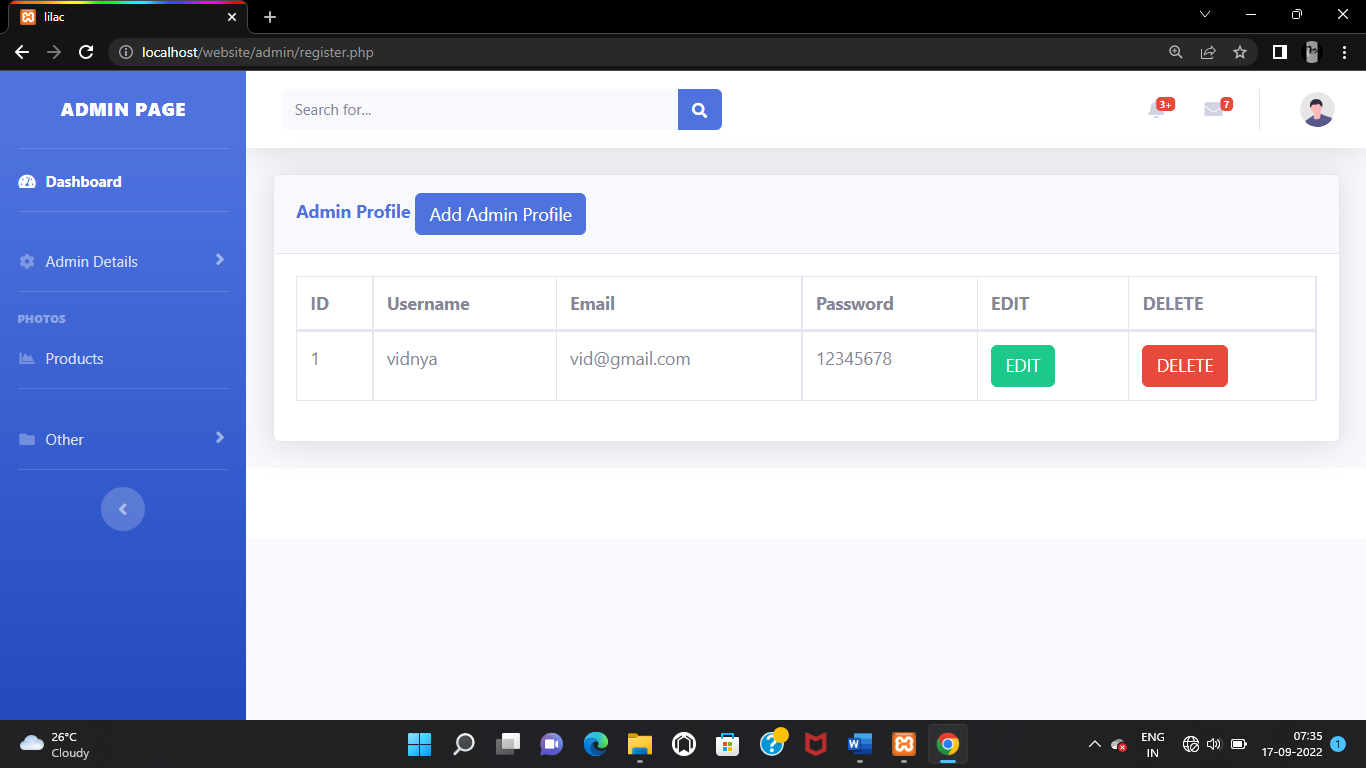 lilac
localhost/website/admin/register.php
ADMIN PAGE
Search for...
3+
7
Dashboard
Admin Profile Add Admin Profile
Admin Details
ID Username Email Password EDIT DELETE
PHOTOS
Products
1 vidnya vid@gmail.com 12345678 EDIT DELETE
Other
26°C
Cloudy
ENG
IN
07:35
17-09-2022
1